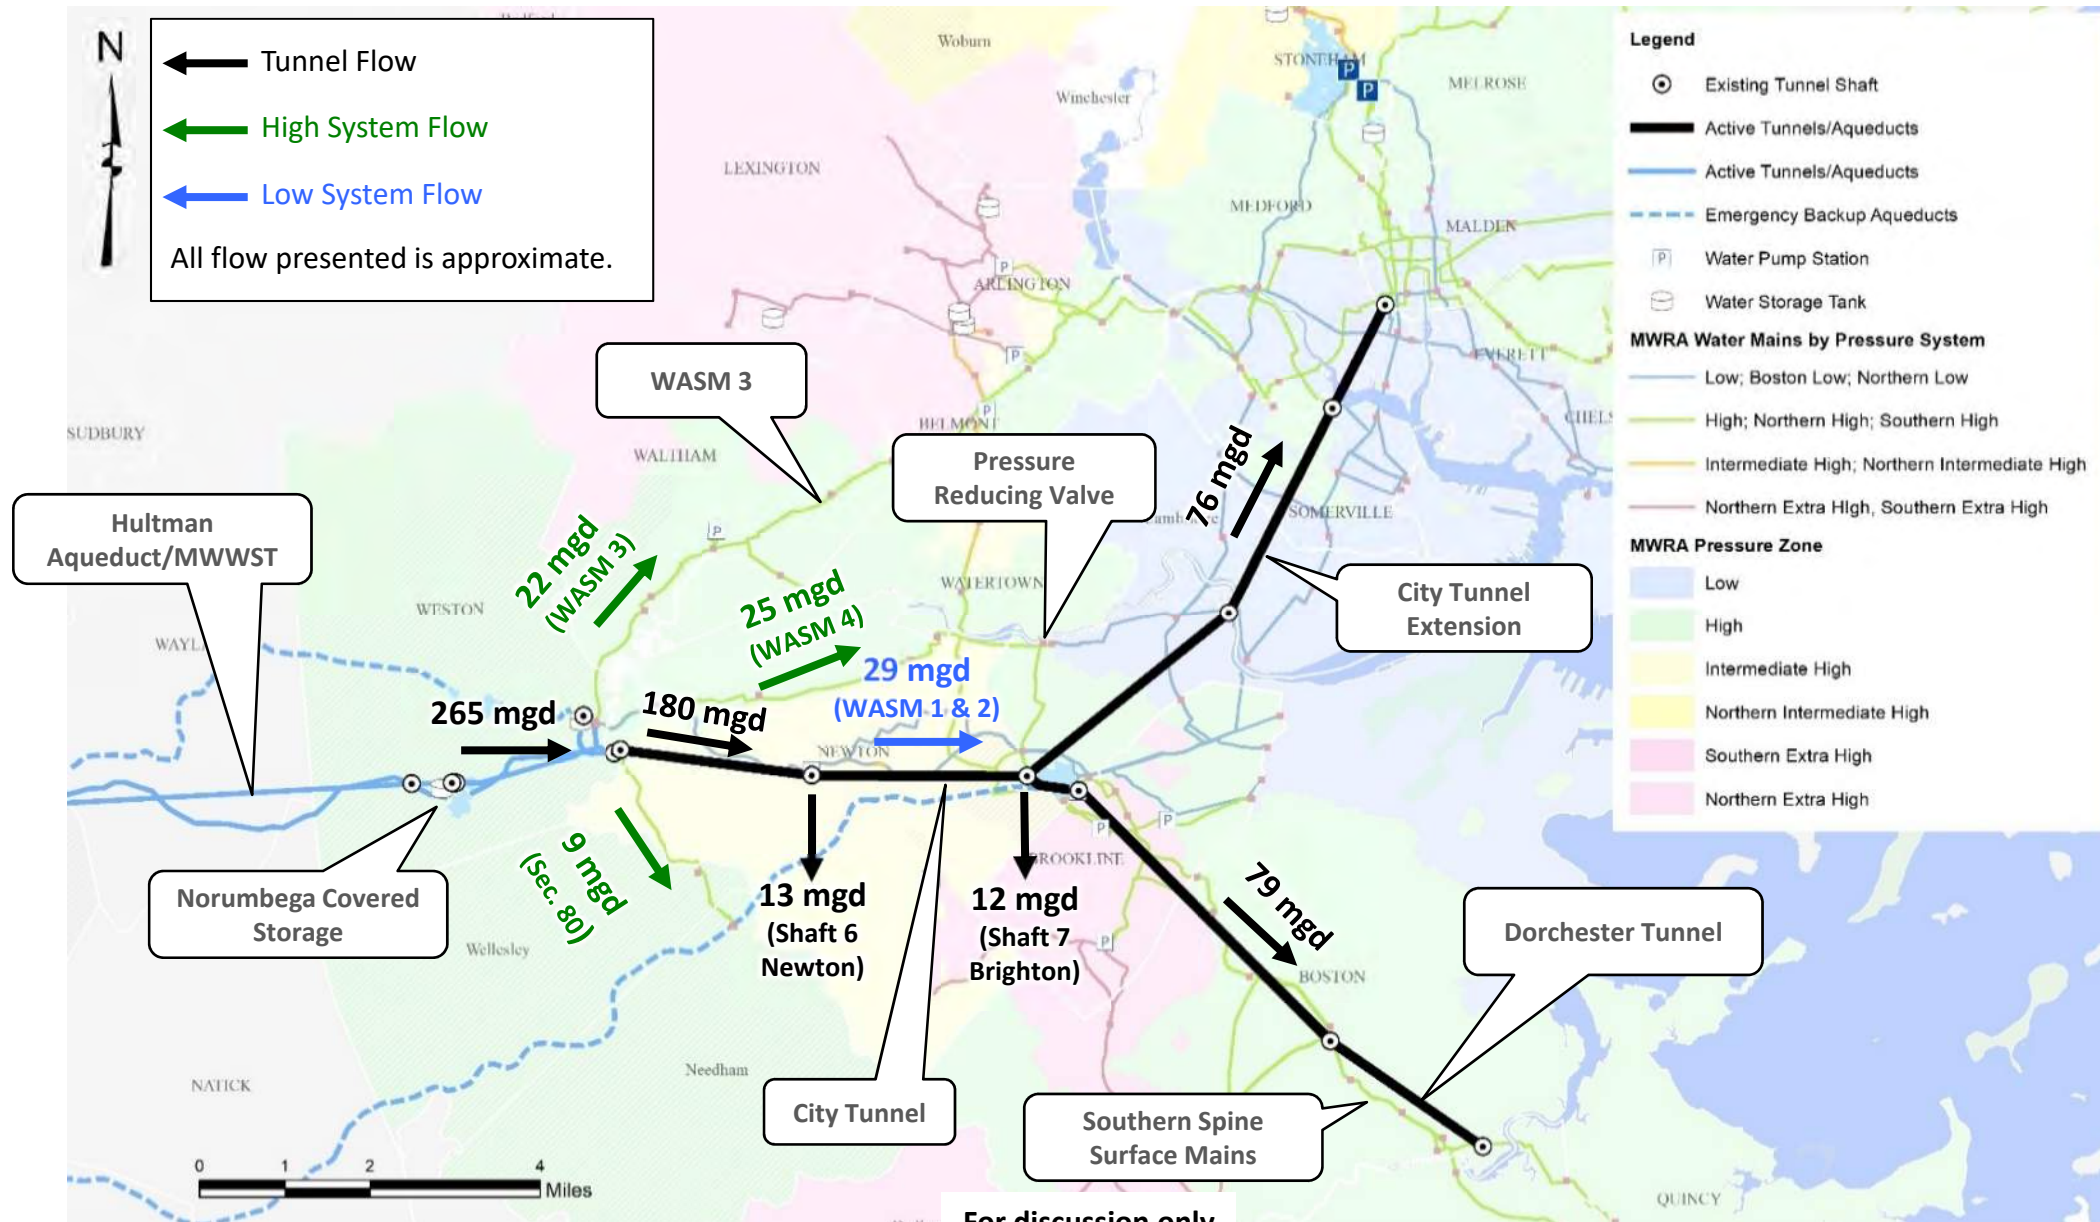 N
Tunnel Flow
High System Flow
Low System Flow
All flow presented is approximate.
Legend
Existing Tunnel Shaft
Active Tunnels/Aqueducts
Active Tunnels/Aqueducts
Emergency Backup Aqueducts
P Water Pump Station
Water Storage Tank
MWRA Water Mains by Pressure System
Low; Boston Low; Northern Low
High; Northern High; Southern High
Intermediate High; Northern Intermediate High
Northern Extra HIgh, Southern Extra High
MWRA Pressure Zone
Low
High
Intermediate High
Northern Intermediate High
Southern Extra High
Northern Extra High
Woburn
STONEHAM
P
P
MELROSE
Winchester
LEXINGTON
MEDFORD
MALDEN
P
ARLINGTON
P
EVERETT
WASM 3
P
BELMONT
CHELS
SUDBURY
WALTHAM
Pressure
Reducing Valve
76 mgd
Cambridge
SOMERVILLE
Hultman
Aqueduct/MWWST
P
22 mgd
(WASM 3)
25 mgd
(WASM 4)
WATERTOWN
City Tunnel
Extension
WESTON
WAYL
29 mgd
(WASM 1 & 2)
265 mgd
180 mgd
NEWTON
P
P
9 mgd
(Sec. 80)
BROOKLINE
13 mgd
(Shaft 6
Newton)
12 mgd
(Shaft 7
Brighton)
79 mgd
Norumbega Covered
Storage
Wellesley
P
Dorchester Tunnel
BOSTON
NATICK
Needham
City Tunnel
Southern Spine
Surface Mains
0 1 2 4
Miles
QUINCY
For discussion only